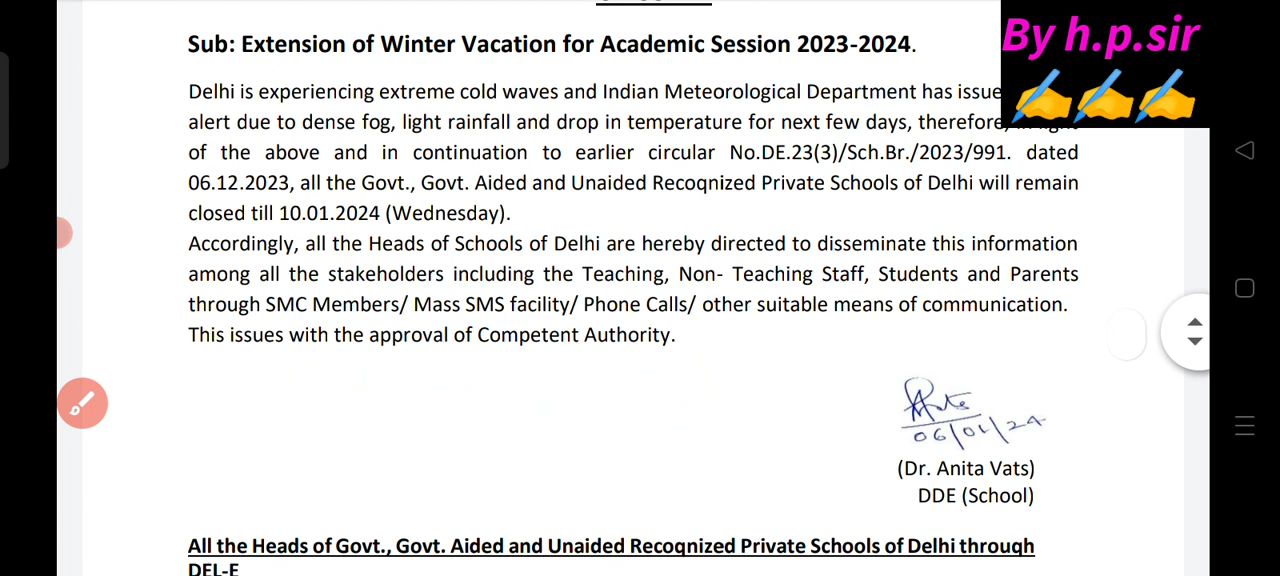 Sub: Extension of Winter Vacation for Academic Session 2023-2024.
By h.p.sir
Delhi is experiencing extreme cold waves and Indian Meteorological Department has issue
alert due to dense fog, light rainfall and drop in temperature for next few days, therefore, in light
of the above and in continuation to earlier circular No.DE.23(3)/Sch.Br./2023/991. dated
06.12.2023, all the Govt., Govt. Aided and Unaided Recoqnized Private Schools of Delhi will remain
closed till 10.01.2024 (Wednesday).
Accordingly, all the Heads of Schools of Delhi are hereby directed to disseminate this information
among all the stakeholders including the Teaching, Non- Teaching Staff, Students and Parents
through SMC Members/ Mass SMS facility/ Phone Calls/ other suitable means of communication.
This issues with the approval of Competent Authority.
06/01/24
(Dr. Anita Vats)
DDE (School)
All the Heads of Govt., Govt. Aided and Unaided Recoqnized Private Schools of Delhi through
DEL-E